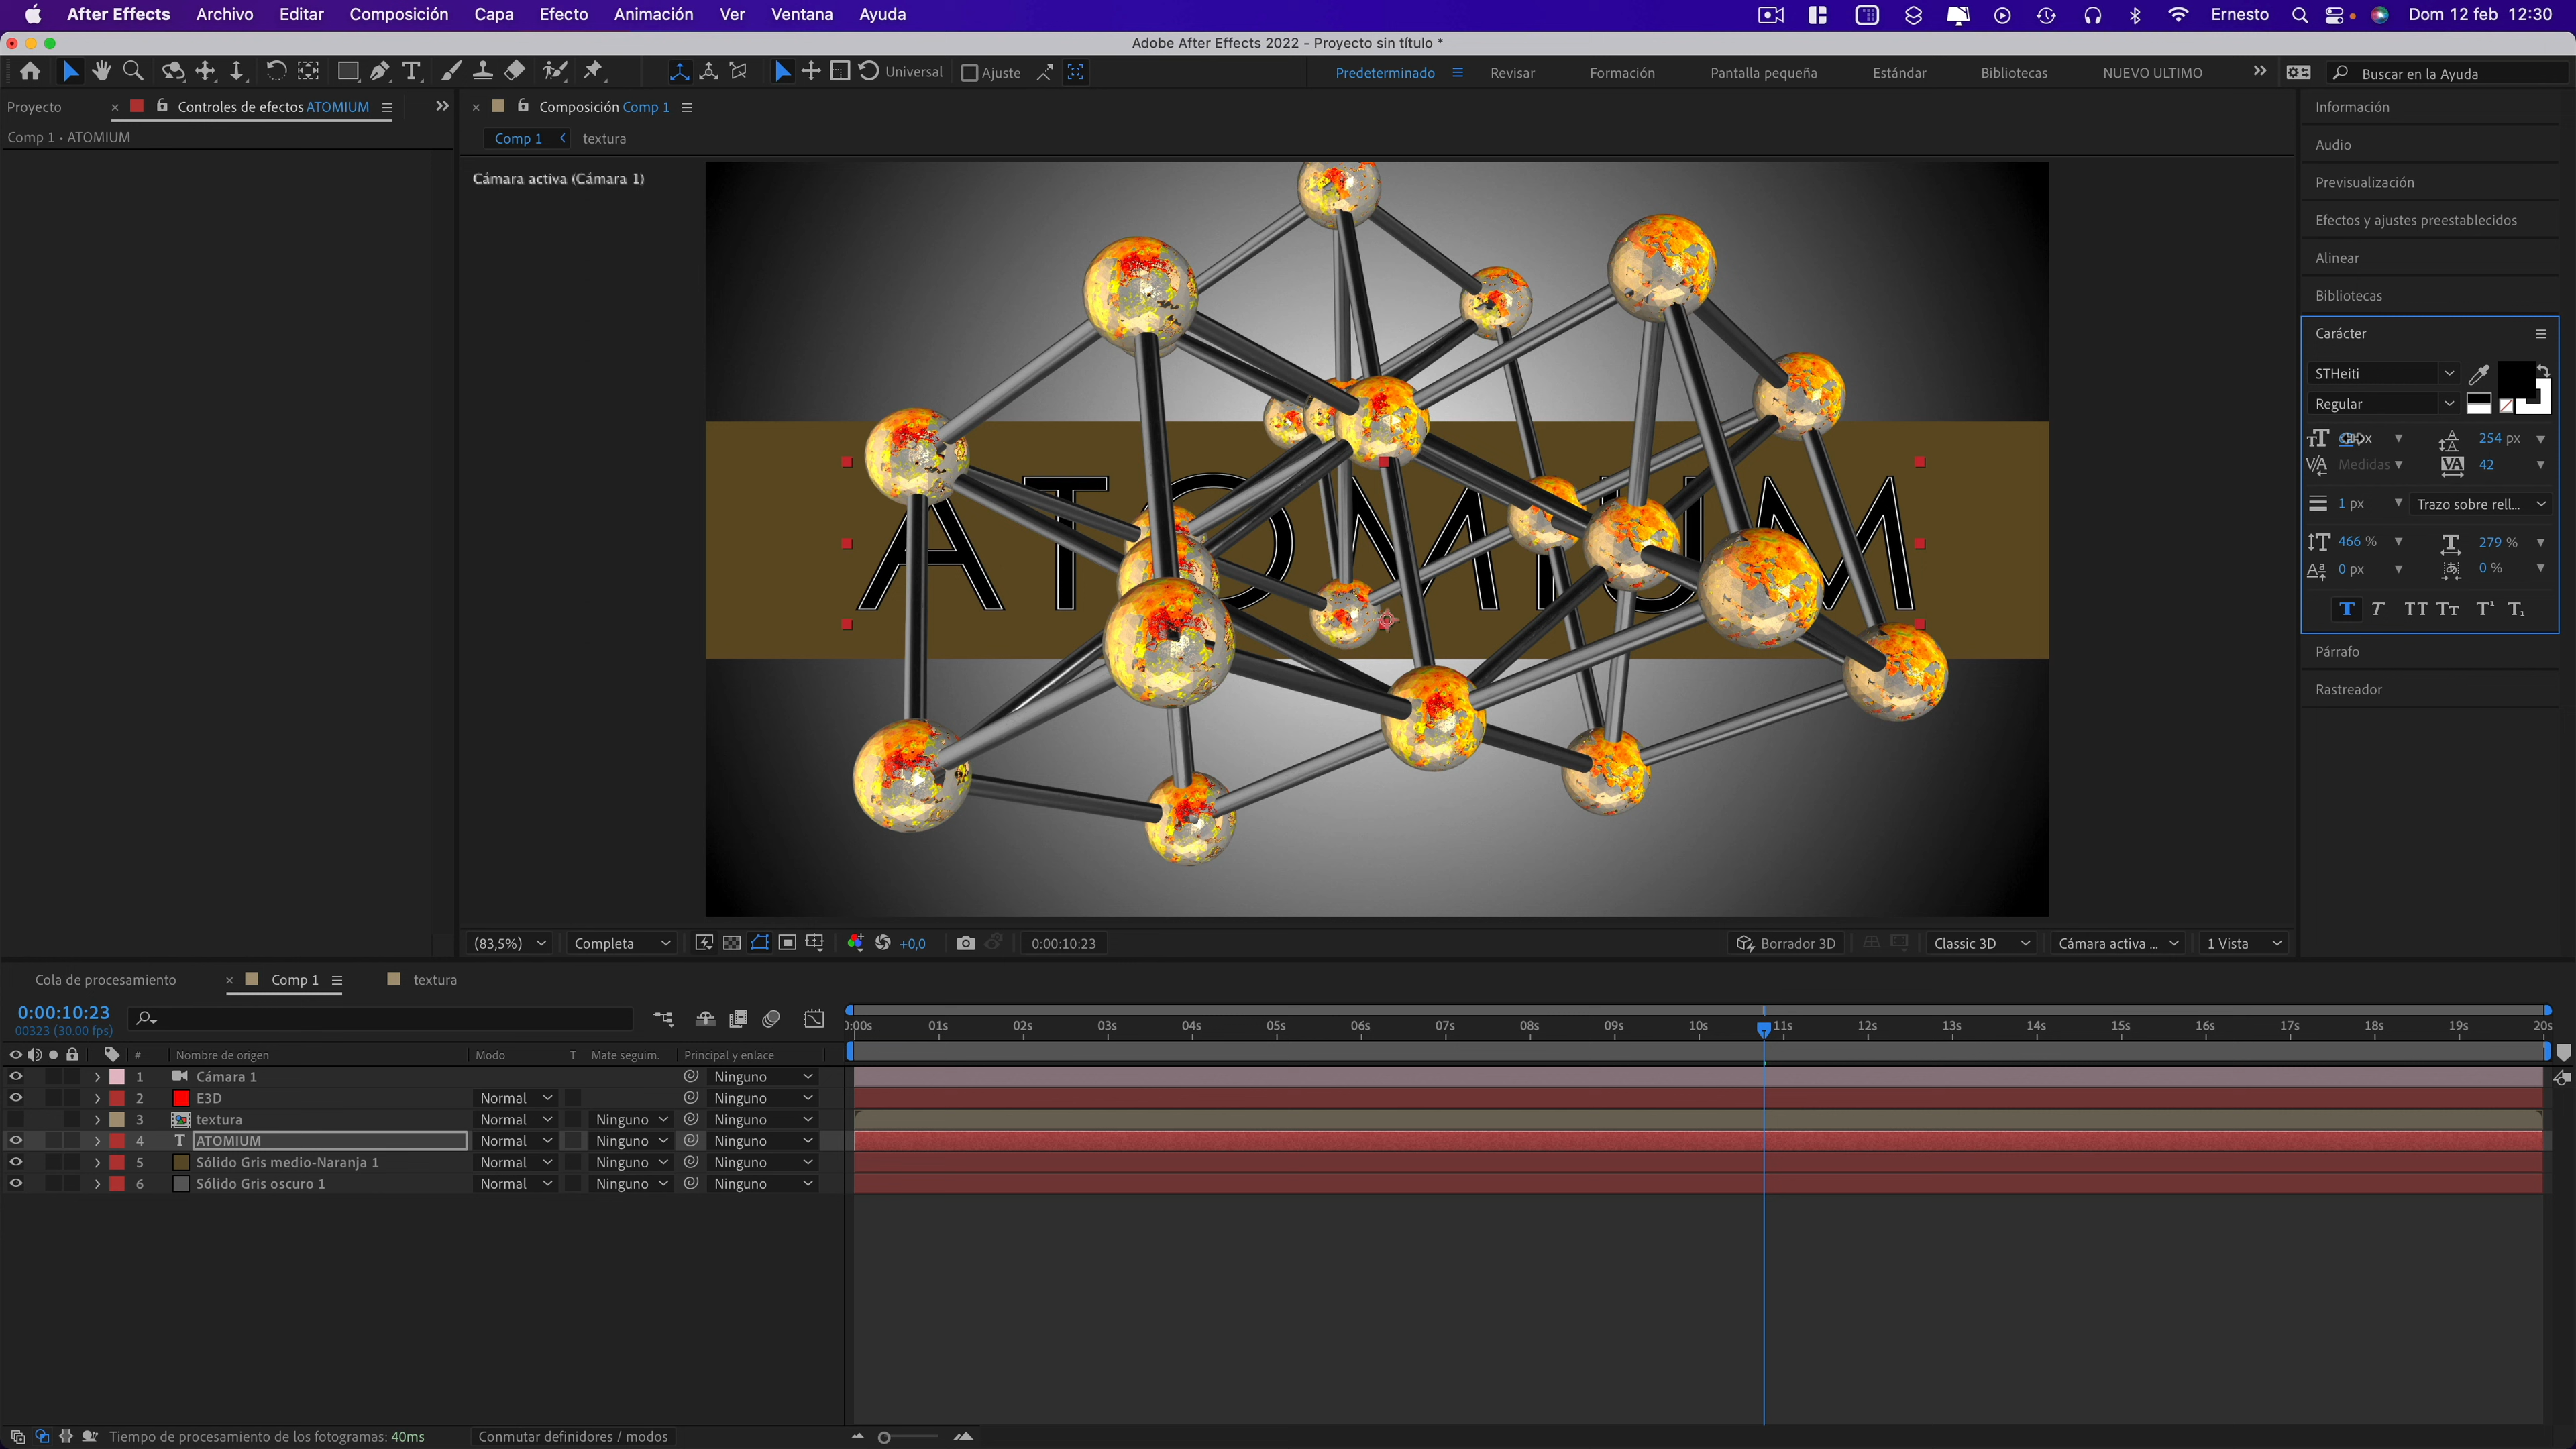 After Effects Archivo Editar Composición Capa Efecto Animación Ver Ventana Ayuda Ernesto Dom 12 feb 12:30
Adobe After Effects 2022 - Proyecto sin título *
Universal Ajuste Predeterminado Revisar Formación Pantalla pequeña Estándar Bibliotecas NUEVO ULTIMO Buscar en la Ayuda
Proyecto Controles de efectos ATOMIUM Composición Comp 1
Comp 1 • ATOMIUM
Comp 1 textura
Cámara activa (Cámara 1)
ATOMIUM
Información
Audio
Previsualización
Efectos y ajustes preestablecidos
Alinear
Bibliotecas
Carácter
STHeiti
Regular
254 px
Medidas 42
1 px Trazo sobre rell...
466 % 279 %
0 px 0 %
Párrafo
Rastreador
(83,5%) Completa +0,0 0:00:10:23 Borrador 3D Classic 3D Cámara activa ... 1 Vista
Cola de procesamiento Comp 1 textura
0:00:10:23
00323 (30.00 fps)
0:00s 01s 02s 03s 04s 05s 06s 07s 08s 09s 10s 11s 12s 13s 14s 15s 16s 17s 18s 19s 20s
# Nombre de origen Modo T Mate seguim. Principal y enlace
1 Cámara 1 Ninguno
2 E3D Normal Ninguno
3 textura Normal Ninguno Ninguno
4 T ATOMIUM Normal Ninguno Ninguno
5 Sólido Gris medio-Naranja 1 Normal Ninguno Ninguno
6 Sólido Gris oscuro 1 Normal Ninguno Ninguno
Tiempo de procesamiento de los fotogramas: 40ms Conmutar definidores / modos